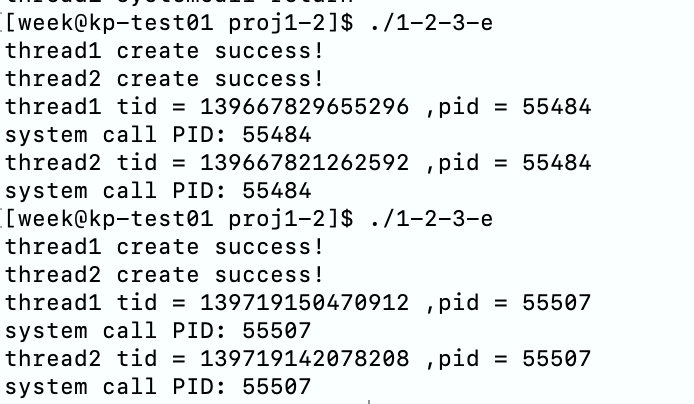 [week@kp-test01 proj1-2]$ ./1-2-3-e
thread1 create success!
thread2 create success!
thread1 tid = 139667829655296 ,pid = 55484
system call PID: 55484
thread2 tid = 139667821262592 ,pid = 55484
system call PID: 55484
[week@kp-test01 proj1-2]$ ./1-2-3-e
thread1 create success!
thread2 create success!
thread1 tid = 139719150470912 ,pid = 55507
system call PID: 55507
thread2 tid = 139719142078208 ,pid = 55507
system call PID: 55507